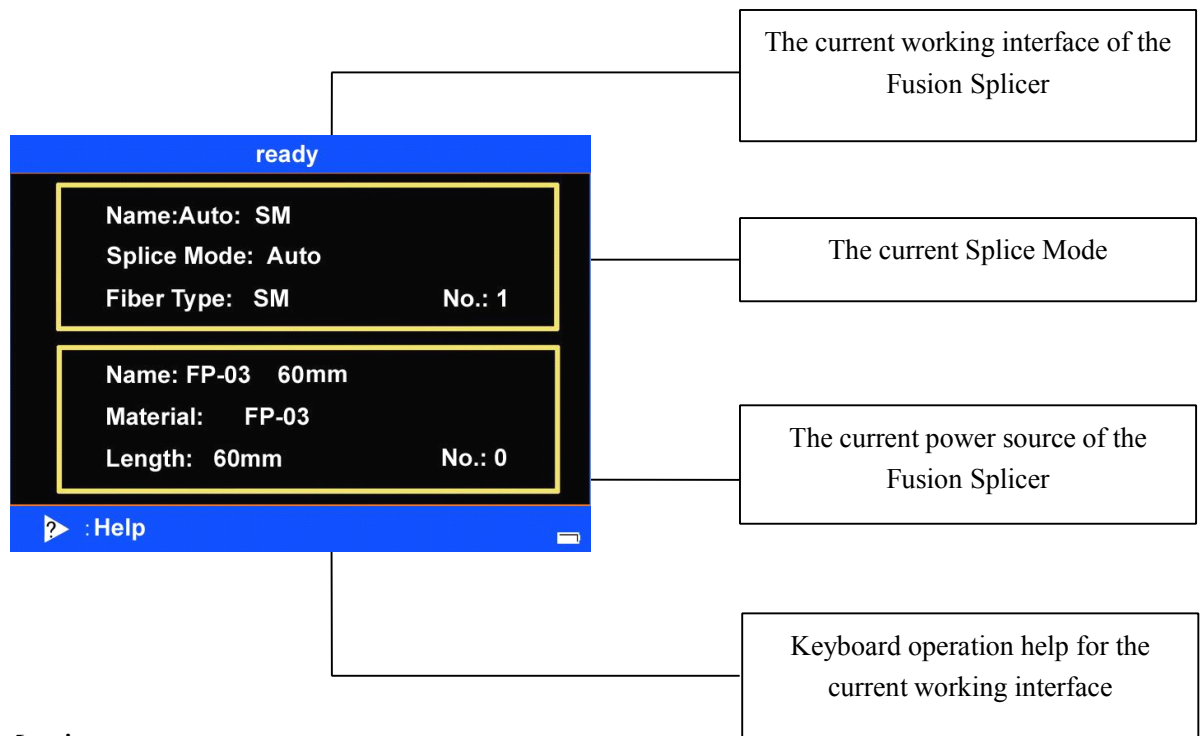 The current working interface of the
Fusion Splicer
ready
Name:Auto: SM
Splice Mode: Auto
Fiber Type: SM No.: 1
The current Splice Mode
Name: FP-03 60mm
Material: FP-03
Length: 60mm No.: 0
The current power source of the
Fusion Splicer
? :Help
Keyboard operation help for the
current working interface